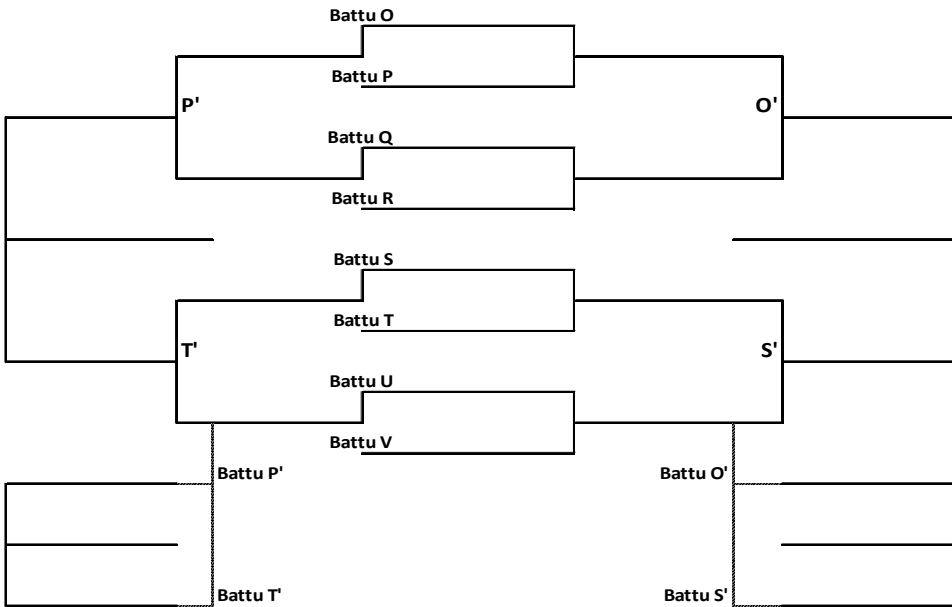 Battu O
Battu P
P'
O'
Battu Q
Battu R
Battu S
Battu T
T'
S'
Battu U
Battu V
Battu P'
Battu O'
Battu T'
Battu S'